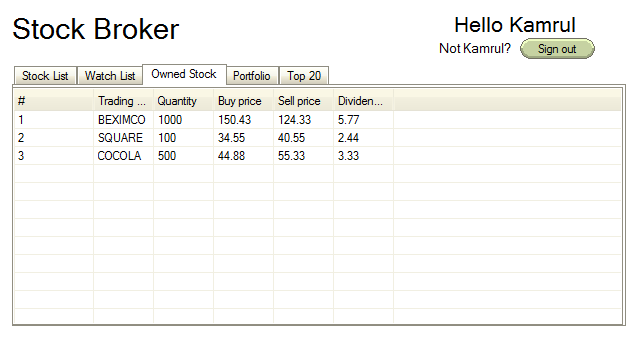 Stock Broker
Hello Kamrul
Not Kamrul? Sign out
Stock List Watch List Owned Stock Portfolio Top 20
# Trading ... Quantity Buy price Sell price Dividen...
1 BEXIMCO 1000 150.43 124.33 5.77
2 SQUARE 100 34.55 40.55 2.44
3 COCOLA 500 44.88 55.33 3.33